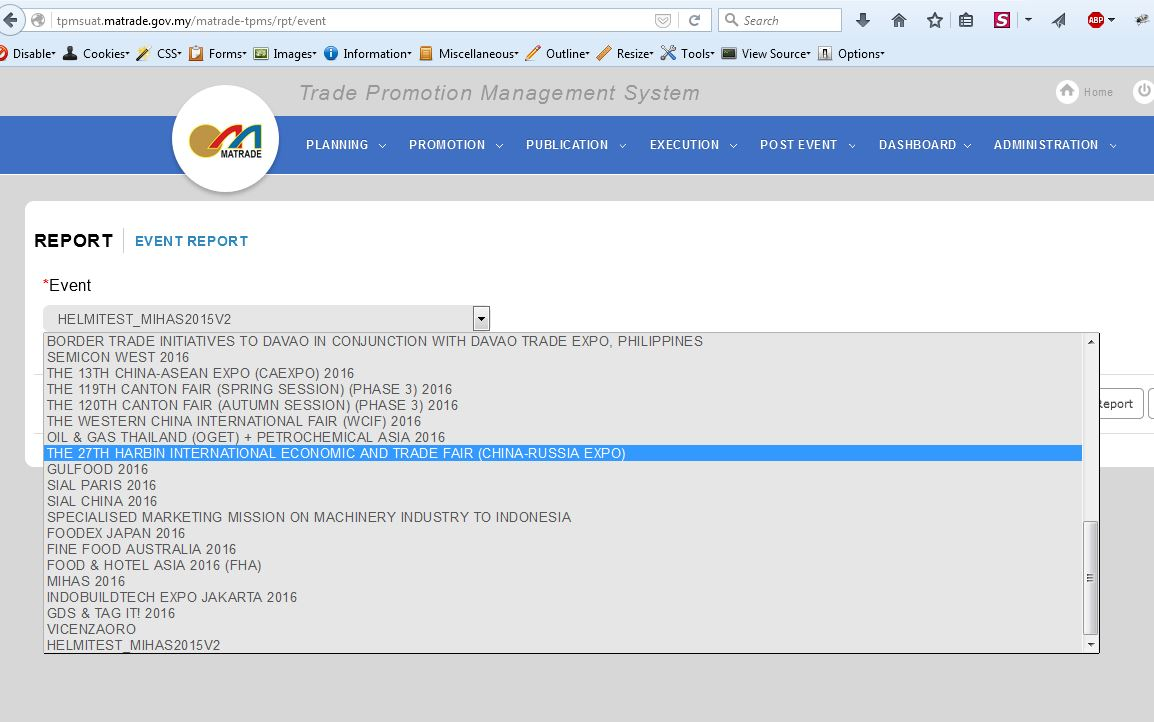 tpmsuat.matrade.gov.my/matrade-tpms/rpt/event
Search
S
ABP
Disable Cookies CSS Forms Images Information Miscellaneous Outline Resize Tools View Source Options
Trade Promotion Management System
Home
MATRADE
PLANNING PROMOTION PUBLICATION EXECUTION POST EVENT DASHBOARD ADMINISTRATION
REPORT EVENT REPORT
*Event
HELMITEST_MIHAS2015V2
BORDER TRADE INITIATIVES TO DAVAO IN CONJUNCTION WITH DAVAO TRADE EXPO, PHILIPPINES
SEMICON WEST 2016
THE 13TH CHINA-ASEAN EXPO (CAEXPO) 2016
THE 119TH CANTON FAIR (SPRING SESSION) (PHASE 3) 2016
THE 120TH CANTON FAIR (AUTUMN SESSION) (PHASE 3) 2016
THE WESTERN CHINA INTERNATIONAL FAIR (WCIF) 2016
OIL & GAS THAILAND (OGET) + PETROCHEMICAL ASIA 2016
THE 27TH HARBIN INTERNATIONAL ECONOMIC AND TRADE FAIR (CHINA-RUSSIA EXPO)
GULFOOD 2016
SIAL PARIS 2016
SIAL CHINA 2016
SPECIALISED MARKETING MISSION ON MACHINERY INDUSTRY TO INDONESIA
FOODEX JAPAN 2016
FINE FOOD AUSTRALIA 2016
FOOD & HOTEL ASIA 2016 (FHA)
MIHAS 2016
INDOBUILDTECH EXPO JAKARTA 2016
GDS & TAG IT! 2016
VICENZAORO
HELMITEST_MIHAS2015V2
Report